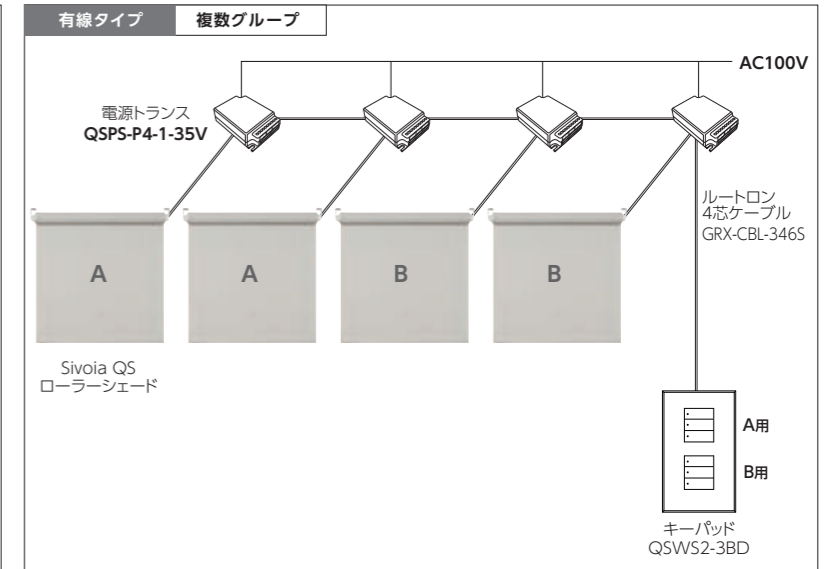 有線タイプ 複数グループ
AC100V
電源トランス
QSPS-P4-1-35V
ルートロン
4芯ケーブル
GRX-CBL-346S
A A B B
Sivoia QS
ローラーシェード
A用
B用
キーパッド
QSWS2-3BD